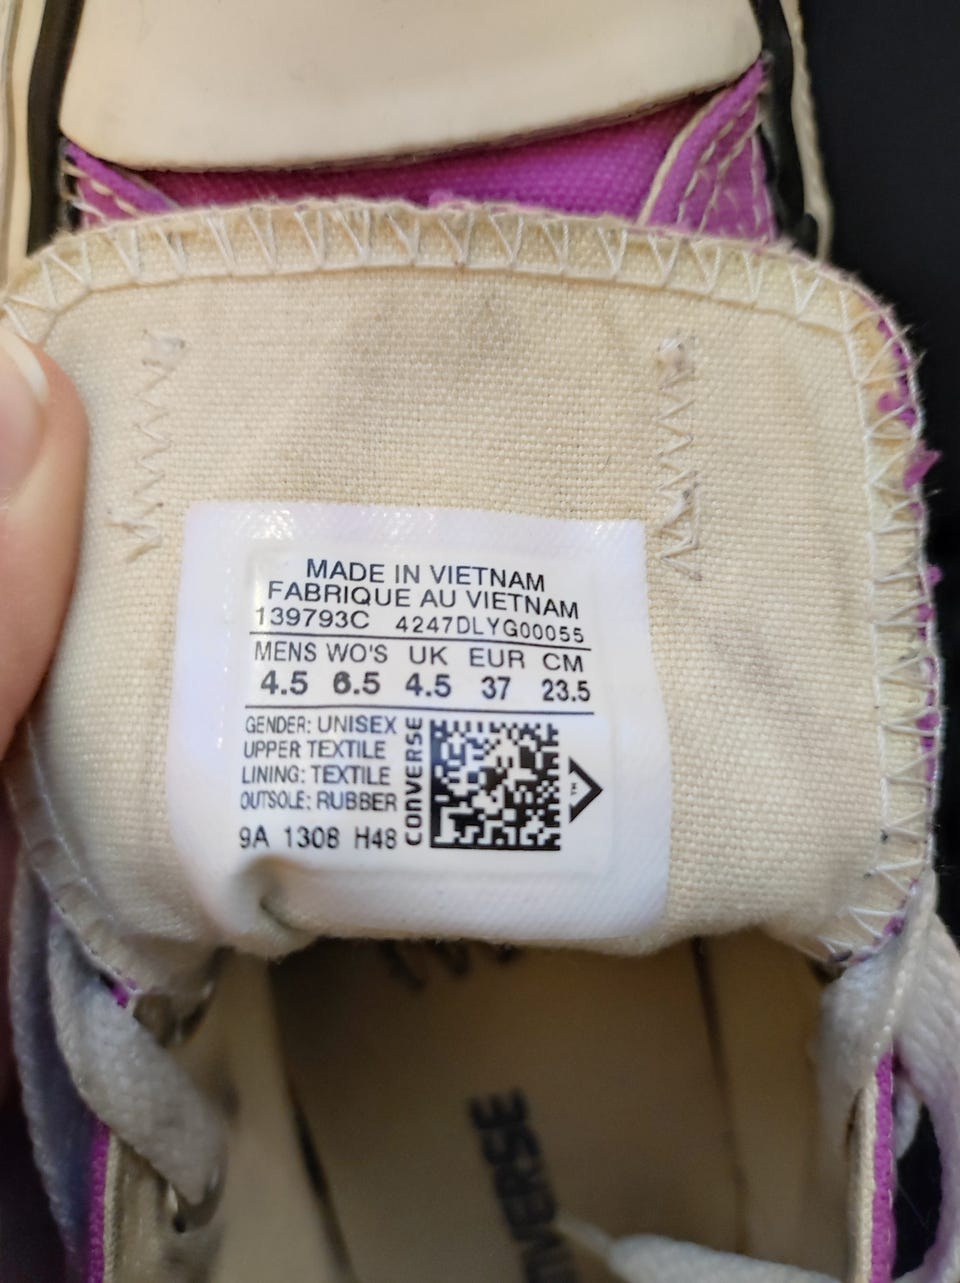 MADE IN VIETNAM
FABRIQUE AU VIETNAM
139793C 4247DLYG00055
MENS WO'S UK EUR CM
4.5 6.5 4.5 37 23.5
GENDER: UNISEX
UPPER TEXTILE
LINING: TEXTILE
OUTSOLE: RUBBER
9A 1308 H48
CONVERSE
™
CONVERSE